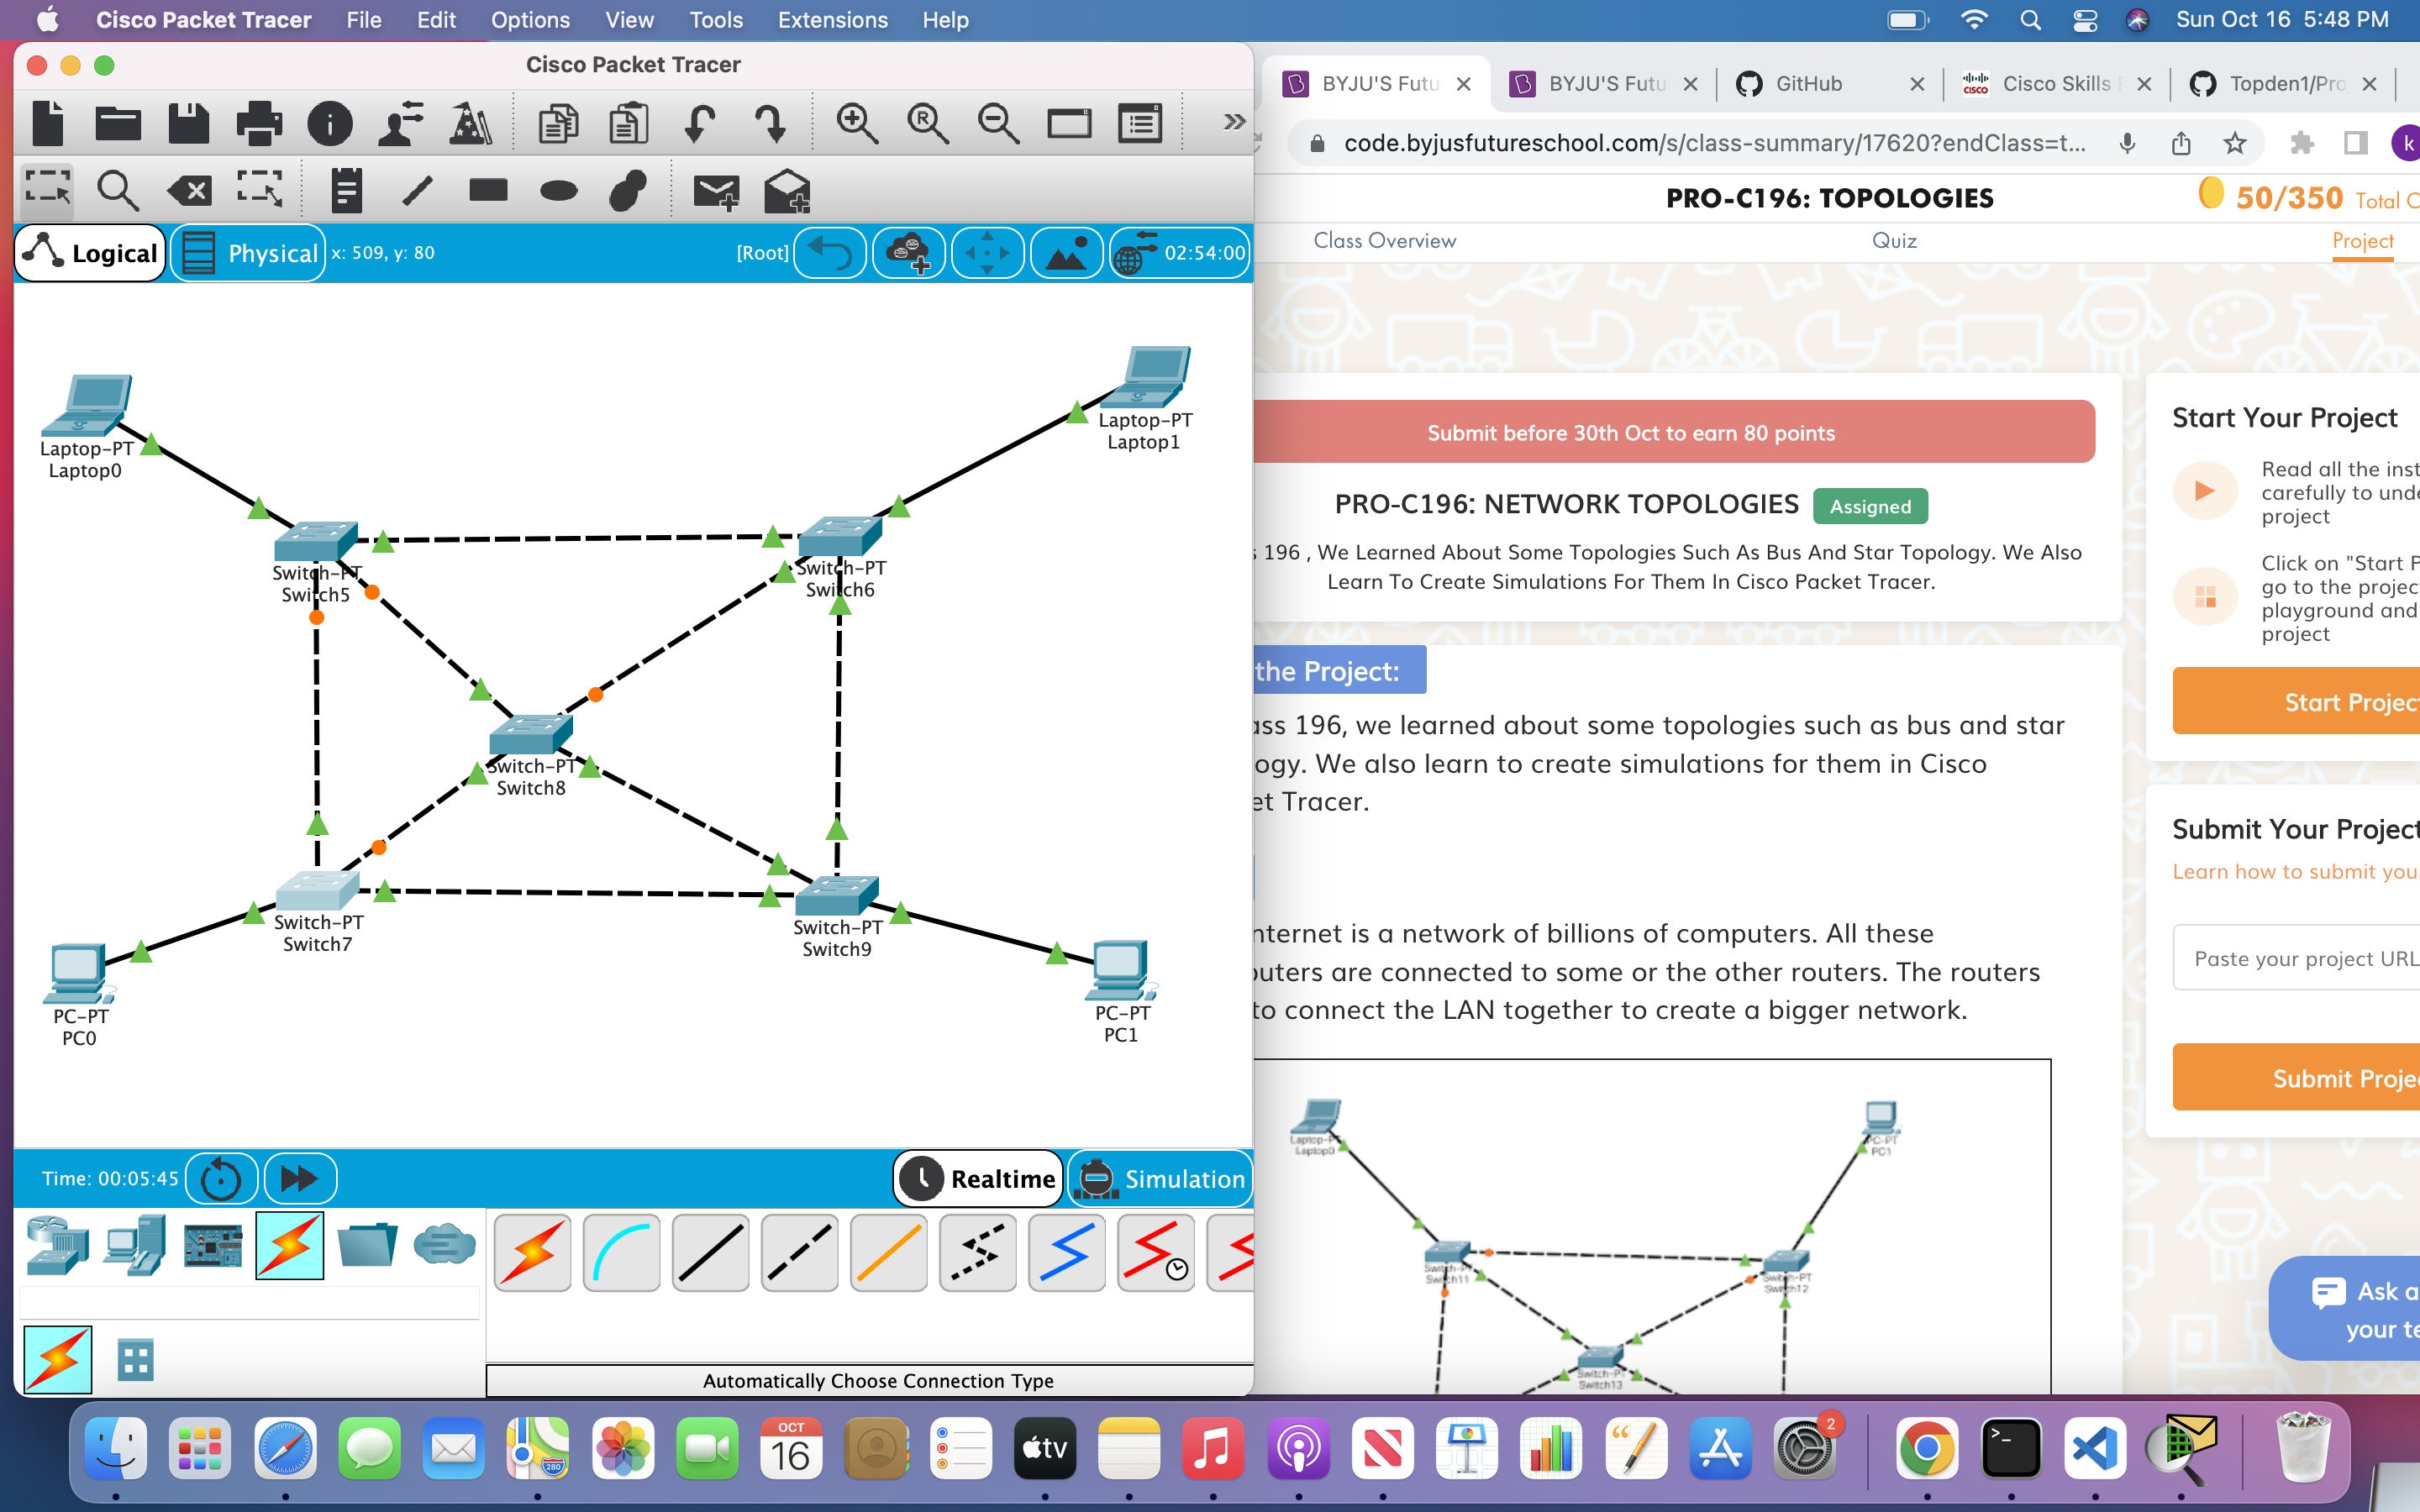 Cisco Packet Tracer File Edit Options View Tools Extensions Help
Sun Oct 16 5:48 PM
Cisco Packet Tracer
Logical
Physical
x: 509, y: 80
[Root]
02:54:00
Laptop-PT
Laptop0
Laptop-PT
Laptop1
Switch-PT
Switch5
Switch-PT
Switch6
Switch-PT
Switch8
Switch-PT
Switch7
Switch-PT
Switch9
PC-PT
PC0
PC-PT
PC1
Time: 00:05:45
Realtime
Simulation
Automatically Choose Connection Type
BYJU'S Futu
BYJU'S Futu
GitHub
Cisco Skills
Topden1/Pro
code.byjusfutureschool.com/s/class-summary/17620?endClass=t...
k
PRO-C196: TOPOLOGIES
50/350 Total C
Class Overview
Quiz
Project
Submit before 30th Oct to earn 80 points
PRO-C196: NETWORK TOPOLOGIES
Assigned
196 , We Learned About Some Topologies Such As Bus And Star Topology. We Also
Learn To Create Simulations For Them In Cisco Packet Tracer.
the Project:
ass 196, we learned about some topologies such as bus and star
ogy. We also learn to create simulations for them in Cisco
et Tracer.
nternet is a network of billions of computers. All these
puters are connected to some or the other routers. The routers
to connect the LAN together to create a bigger network.
Laptop-PT
Laptop0
PC-PT
PC1
Switch-PT
Switch11
Switch-PT
Switch12
Switch-PT
Switch13
Start Your Project
Read all the inst
carefully to unde
project
Click on "Start P
go to the projec
playground and
project
Start Projec
Submit Your Project
Learn how to submit you
Paste your project URL
Submit Proje
Ask a
your te
OCT
16
tv
280
2